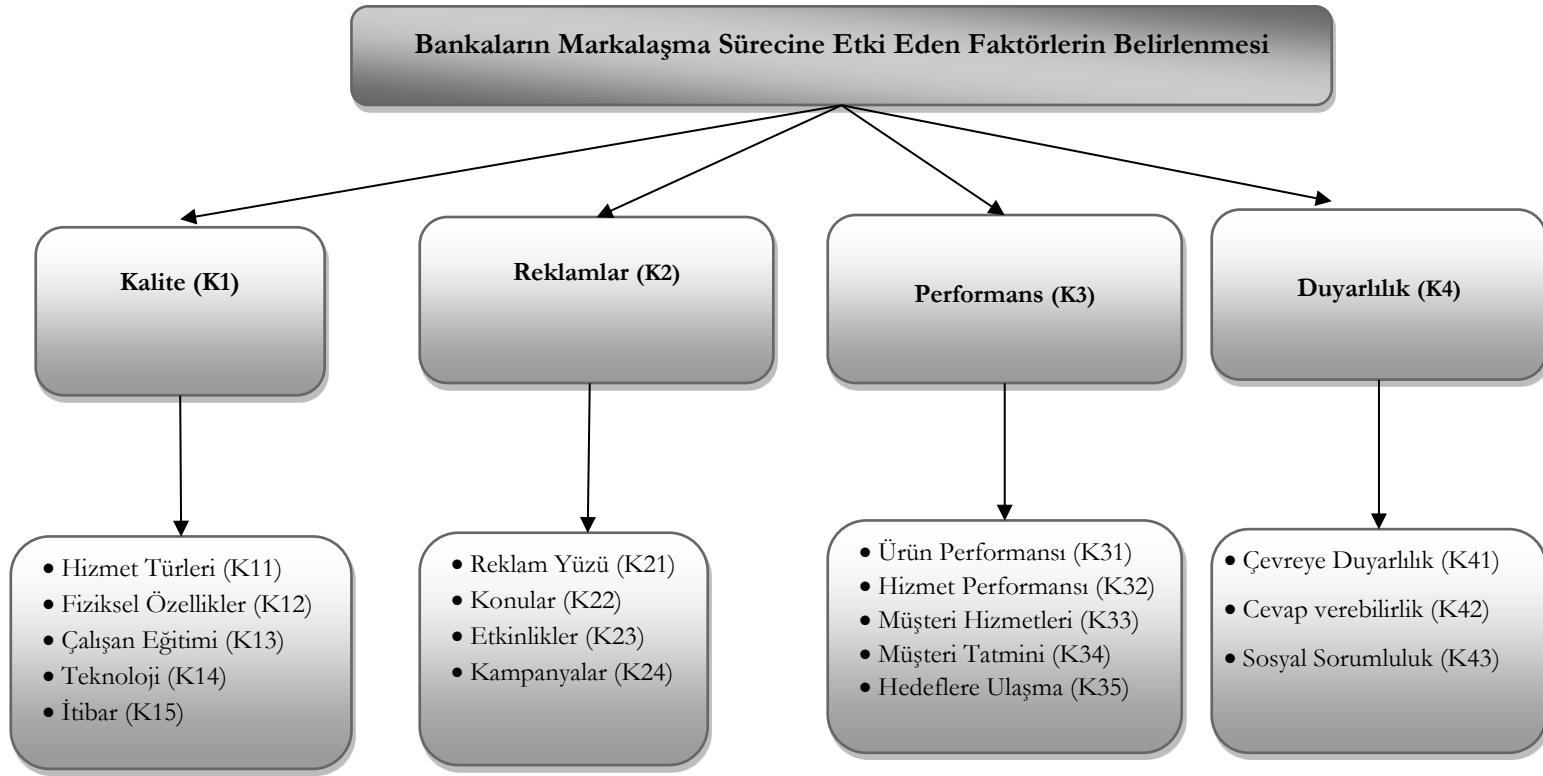 Bankaların Markalaşma Sürecine Etki Eden Faktörlerin Belirlenmesi
Kalite (K1)
Reklamlar (K2)
Performans (K3)
Duyarlılık (K4)
• Hizmet Türleri (K11)
• Fiziksel Özellikler (K12)
• Çalışan Eğitimi (K13)
• Teknoloji (K14)
• İtibar (K15)
• Reklam Yüzü (K21)
• Konular (K22)
• Etkinlikler (K23)
• Kampanyalar (K24)
• Ürün Performansı (K31)
• Hizmet Performansı (K32)
• Müşteri Hizmetleri (K33)
• Müşteri Tatmini (K34)
• Hedeflere Ulaşma (K35)
• Çevreye Duyarlılık (K41)
• Cevap verebilirlik (K42)
• Sosyal Sorumluluk (K43)